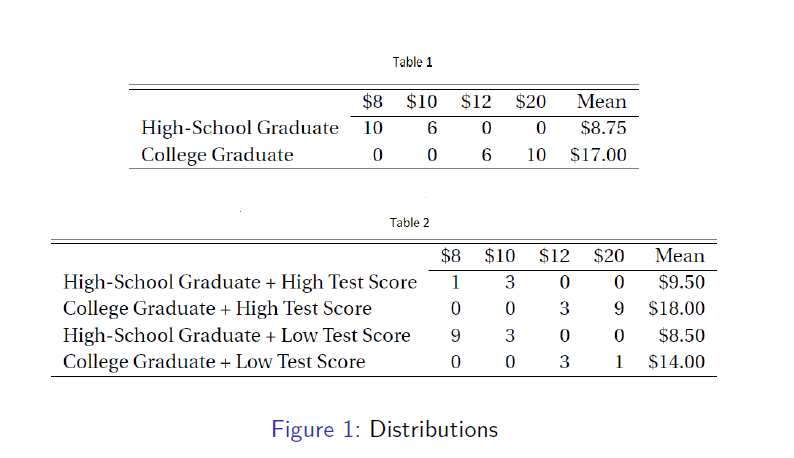 Table 1
$8 $10 $12 $20 Mean
High-School Graduate 10 6 0 0 $8.75
College Graduate 0 0 6 10 $17.00
Table 2
$8 $10 $12 $20 Mean
High-School Graduate + High Test Score 1 3 0 0 $9.50
College Graduate + High Test Score 0 0 3 9 $18.00
High-School Graduate + Low Test Score 9 3 0 0 $8.50
College Graduate + Low Test Score 0 0 3 1 $14.00
Figure 1: Distributions